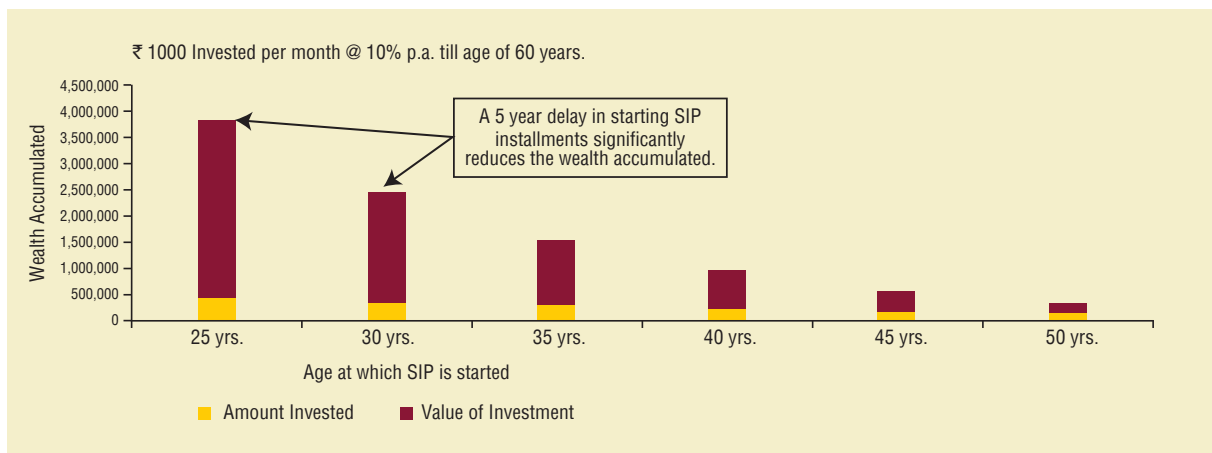 ₹ 1000 Invested per month @ 10% p.a. till age of 60 years.
A 5 year delay in starting SIP
installments significantly
reduces the wealth accumulated.
Wealth Accumulated
4,500,000
4,000,000
3,500,000
3,000,000
2,500,000
2,000,000
1,500,000
1,000,000
500,000
0
25 yrs. 30 yrs. 35 yrs. 40 yrs. 45 yrs. 50 yrs.
Age at which SIP is started
Amount Invested Value of Investment